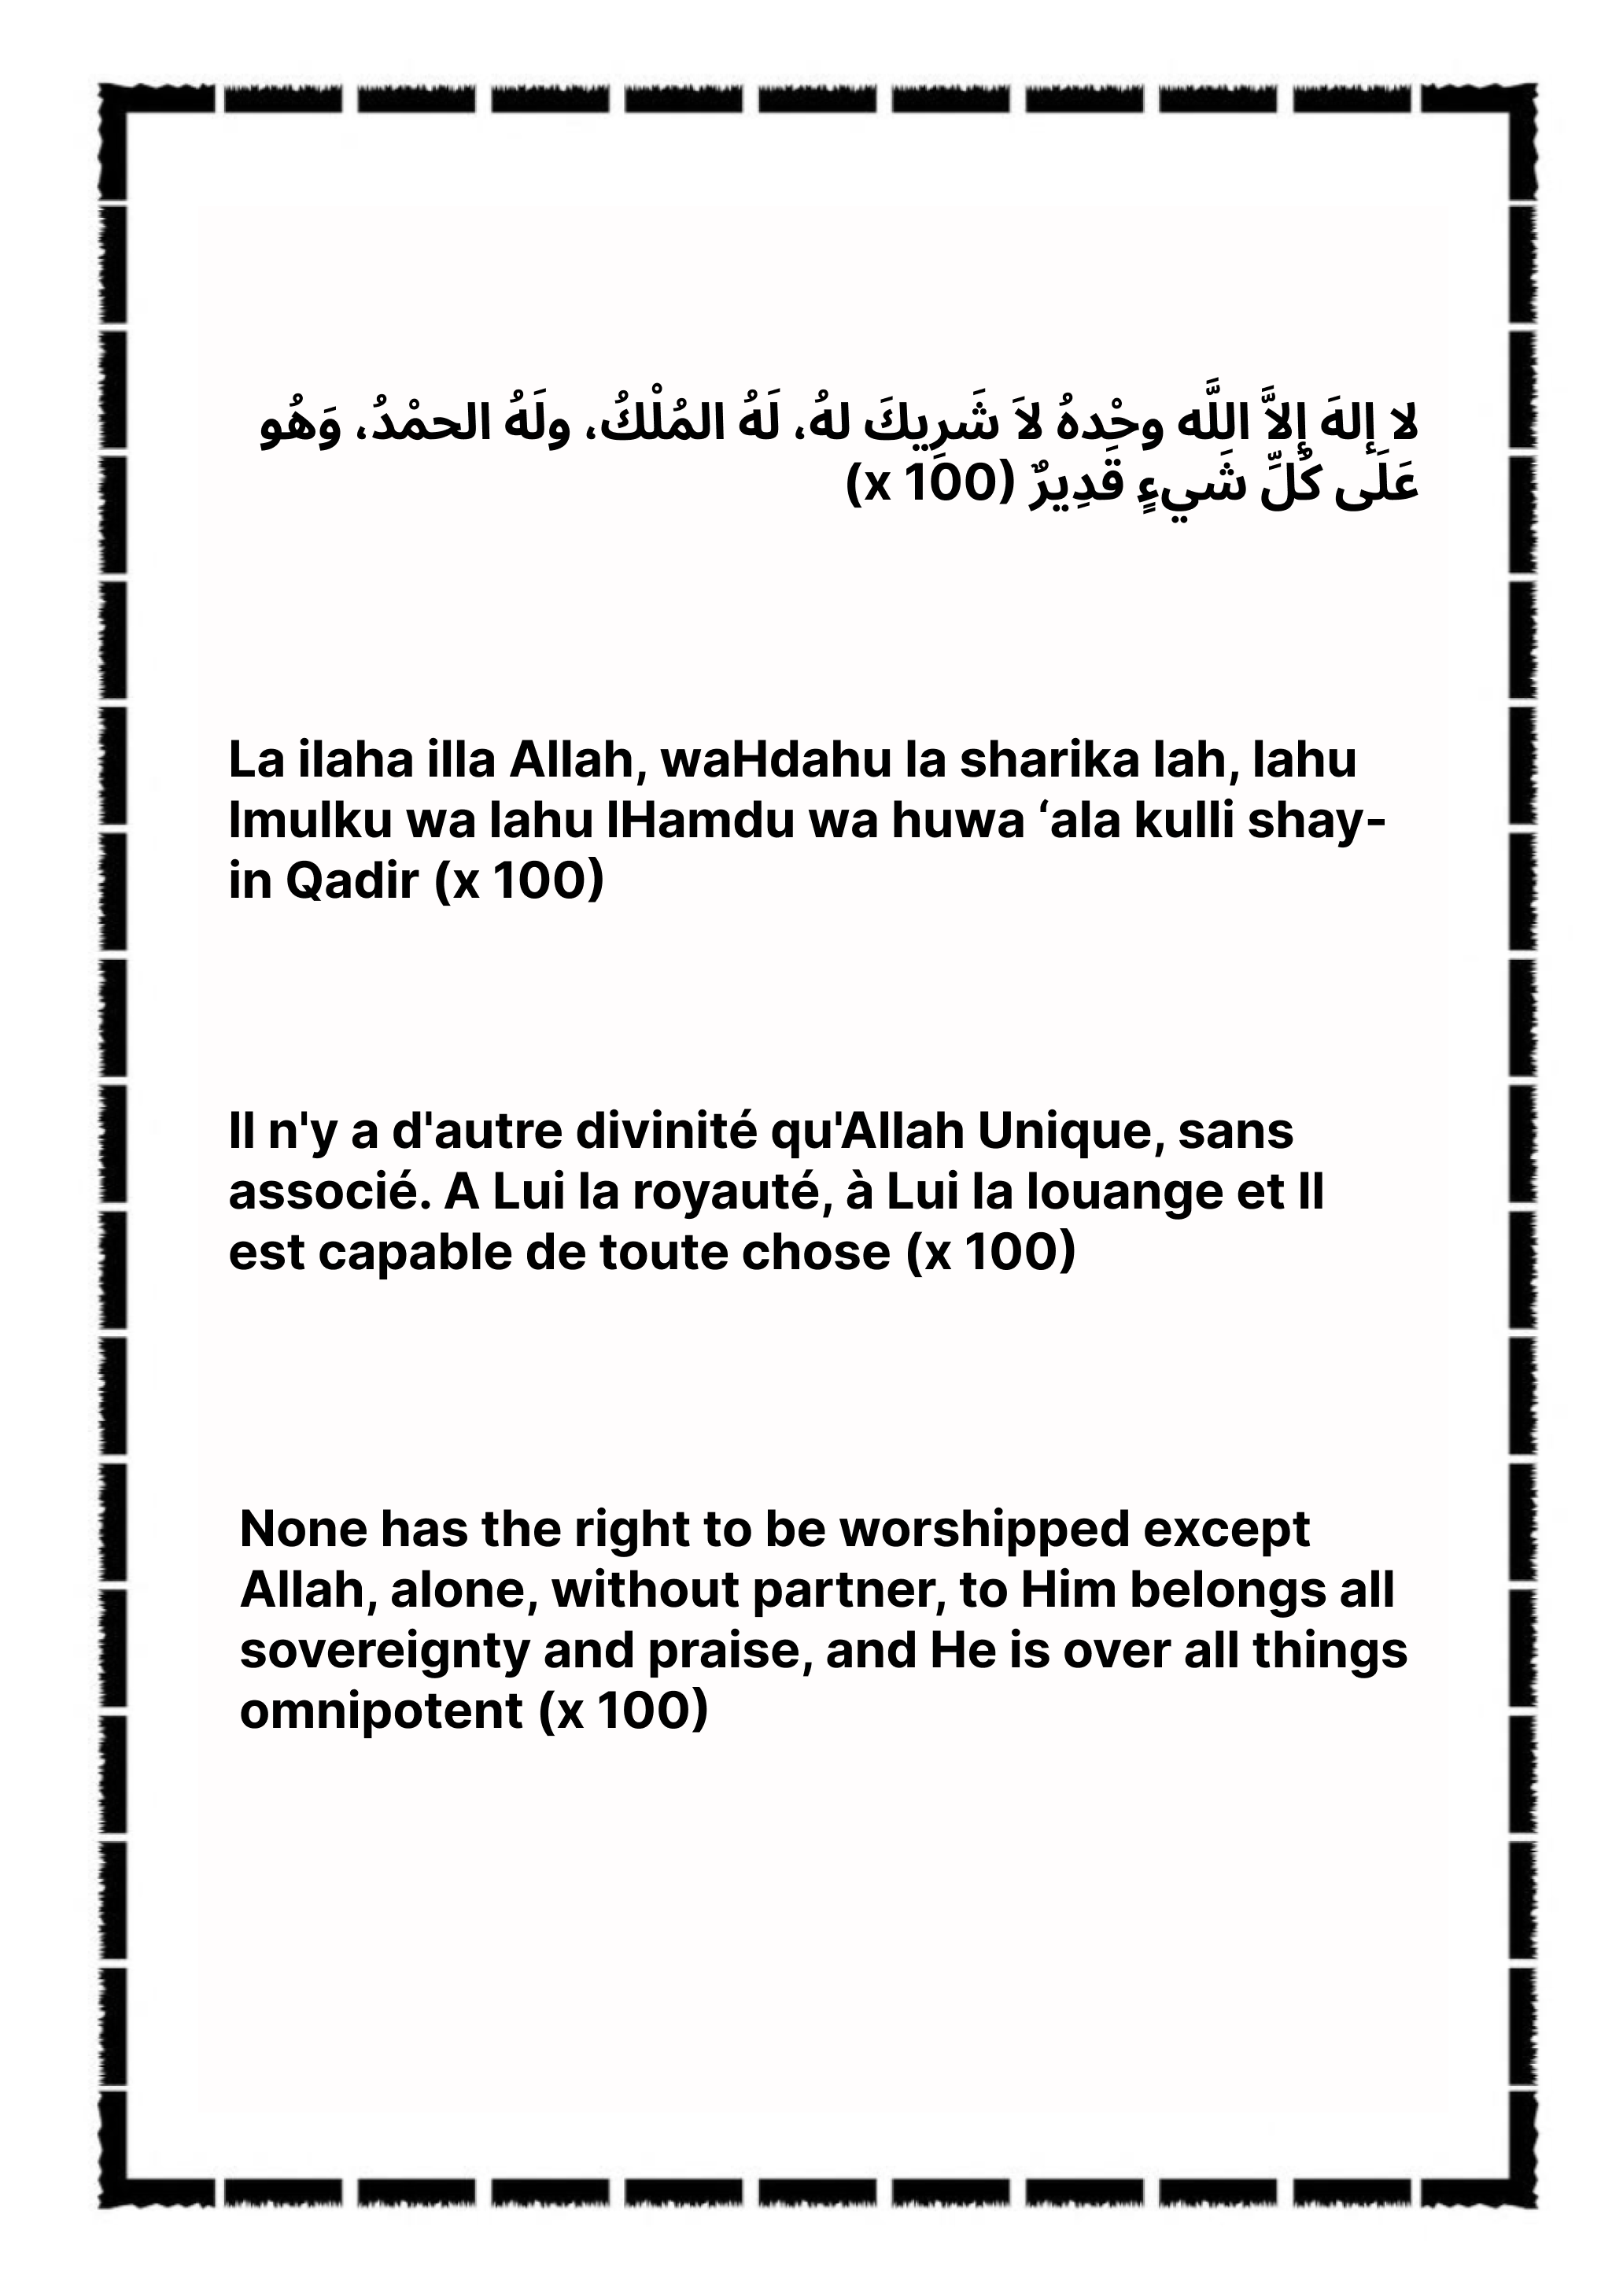 لا إلهَ إلاَّ اللَّه وحْدهُ لاَ شَرِيكَ لهُ، لَهُ المُلْكُ، ولَهُ الحمْدُ، وَهُو
عَلَى كُلِّ شَيءٍ قَدِيرٌ (x 100)
La ilaha illa Allah, waHdahu la sharika lah, lahu
lmulku wa lahu lHamdu wa huwa ‘ala kulli shay-
in Qadir (x 100)
Il n'y a d'autre divinité qu'Allah Unique, sans
associé. A Lui la royauté, à Lui la louange et Il
est capable de toute chose (x 100)
None has the right to be worshipped except
Allah, alone, without partner, to Him belongs all
sovereignty and praise, and He is over all things
omnipotent (x 100)